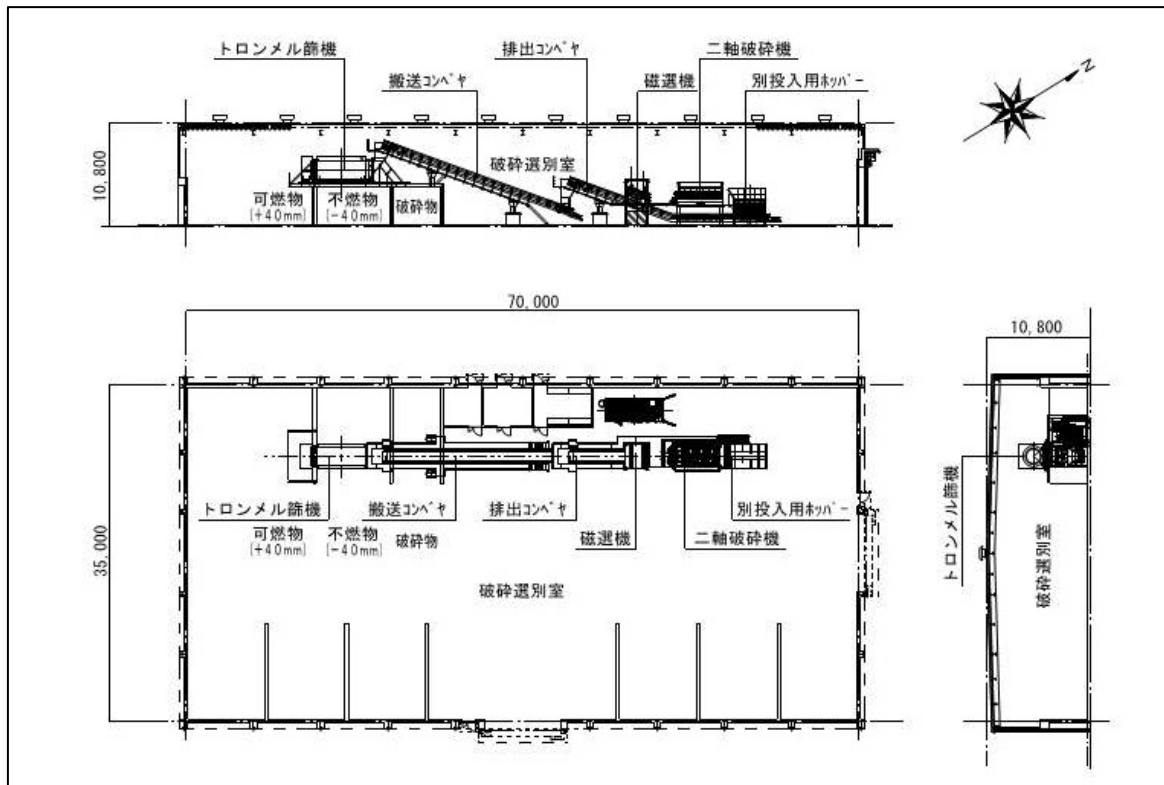 トロンメル篩機
排出コンベヤ
二軸破砕機
搬送コンベヤ
磁選機
別投入用ホッパー
N
10,800
破砕選別室
可燃物
(+40mm)
不燃物
(-40mm)
破砕物
70,000
10,800
35,000
トロンメル篩機
搬送コンベヤ
排出コンベヤ
別投入用ホッパー
可燃物
(+40mm)
不燃物
(-40mm)
破砕物
磁選機
二軸破砕機
破砕選別室
トロンメル篩機
破砕選別室